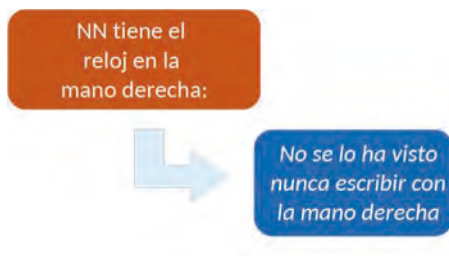 NN tiene el
reloj en la
mano derecha:
No se lo ha visto
nunca escribir con
la mano derecha